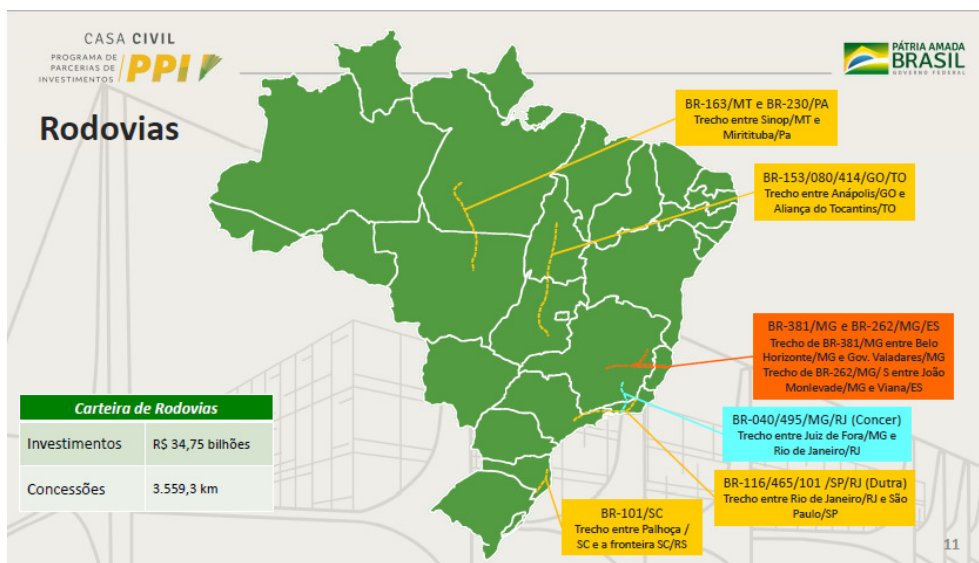 CASA CIVIL
PROGRAMA DE
PARCERIAS DE
INVESTIMENTOS
PPI
PÁTRIA AMADA
BRASIL
GOVERNO FEDERAL
Rodovias
BR-163/MT e BR-230/PA
Trecho entre Sinop/MT e
Miritituba/Pa
BR-153/080/414/GO/TO
Trecho entre Anápolis/GO e
Aliança do Tocantins/TO
BR-381/MG e BR-262/MG/ES
Trecho de BR-381/MG entre Belo
Horizonte/MG e Gov. Valadares/MG
Trecho de BR-262/MG/ S entre João
Monlevade/MG e Viana/ES
BR-040/495/MG/RJ (Concer)
Trecho entre Juiz de Fora/MG e
Rio de Janeiro/RJ
BR-116/465/101 /SP/RJ (Dutra)
Trecho entre Rio de Janeiro/RJ e São
Paulo/SP
BR-101/SC
Trecho entre Palhoça /
SC e a fronteira SC/RS
Carteira de Rodovias
Investimentos R$ 34,75 bilhões
Concessões 3.559,3 km
11